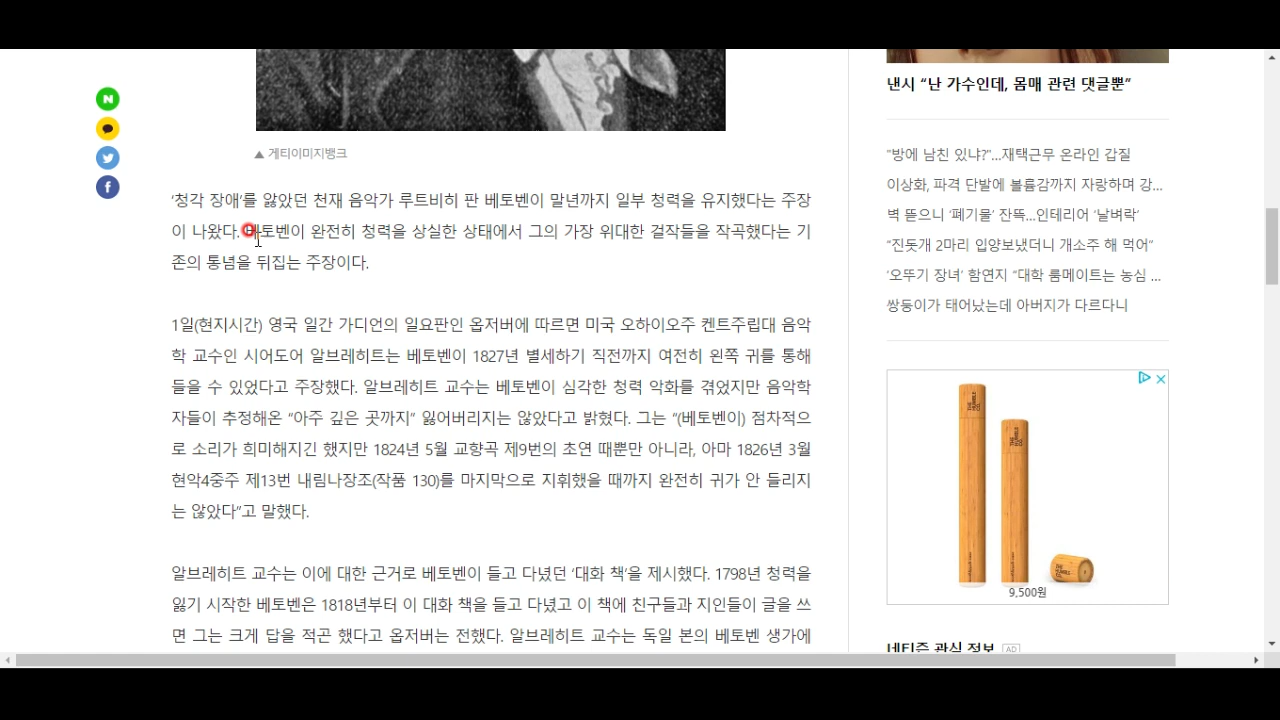 ▲ 게티이미지뱅크
'청각 장애'를 앓았던 천재 음악가 루트비히 판 베토벤이 말년까지 일부 청력을 유지했다는 주장
이 나왔다. 베토벤이 완전히 청력을 상실한 상태에서 그의 가장 위대한 걸작들을 작곡했다는 기
존의 통념을 뒤집는 주장이다.
1일(현지시간) 영국 일간 가디언의 일요판인 옵저버에 따르면 미국 오하이오주 켄트주립대 음악
학 교수인 시어도어 알브레히트는 베토벤이 1827년 별세하기 직전까지 여전히 왼쪽 귀를 통해
들을 수 있었다고 주장했다. 알브레히트 교수는 베토벤이 심각한 청력 악화를 겪었지만 음악학
자들이 추정해온 “아주 깊은 곳까지” 잃어버리지는 않았다고 밝혔다. 그는 “(베토벤이) 점차적으
로 소리가 희미해지긴 했지만 1824년 5월 교향곡 제9번의 초연 때뿐만 아니라, 아마 1826년 3월
현악4중주 제13번 내림나장조(작품 130)를 마지막으로 지휘했을 때까지 완전히 귀가 안 들리지
는 않았다”고 말했다.
알브레히트 교수는 이에 대한 근거로 베토벤이 들고 다녔던 '대화 책'을 제시했다. 1798년 청력을
잃기 시작한 베토벤은 1818년부터 이 대화 책을 들고 다녔고 이 책에 친구들과 지인들이 글을 쓰
면 그는 크게 답을 적곤 했다고 옵저버는 전했다. 알브레히트 교수는 독일 본의 베토벤 생가에
낸시 “난 가수인데, 몸매 관련 댓글뿐”
“방에 남친 있냐?”...재택근무 온라인 갑질
이상화, 파격 단발에 볼륨감까지 자랑하며 강...
벽 뜯으니 '폐기물' 잔뜩...인테리어 '날벼락'
“진돗개 2마리 입양보냈더니 개소주 해 먹어”
'오뚜기 장녀' 함연지 “대학 룸메이트는 농심 ...
쌍둥이가 태어났는데 아버지가 다르다니
THE HUMBLE CO.
THE HUMBLE CO.
THE HUMBLE CO.
9,500원
네티즌 관심 정보 AD